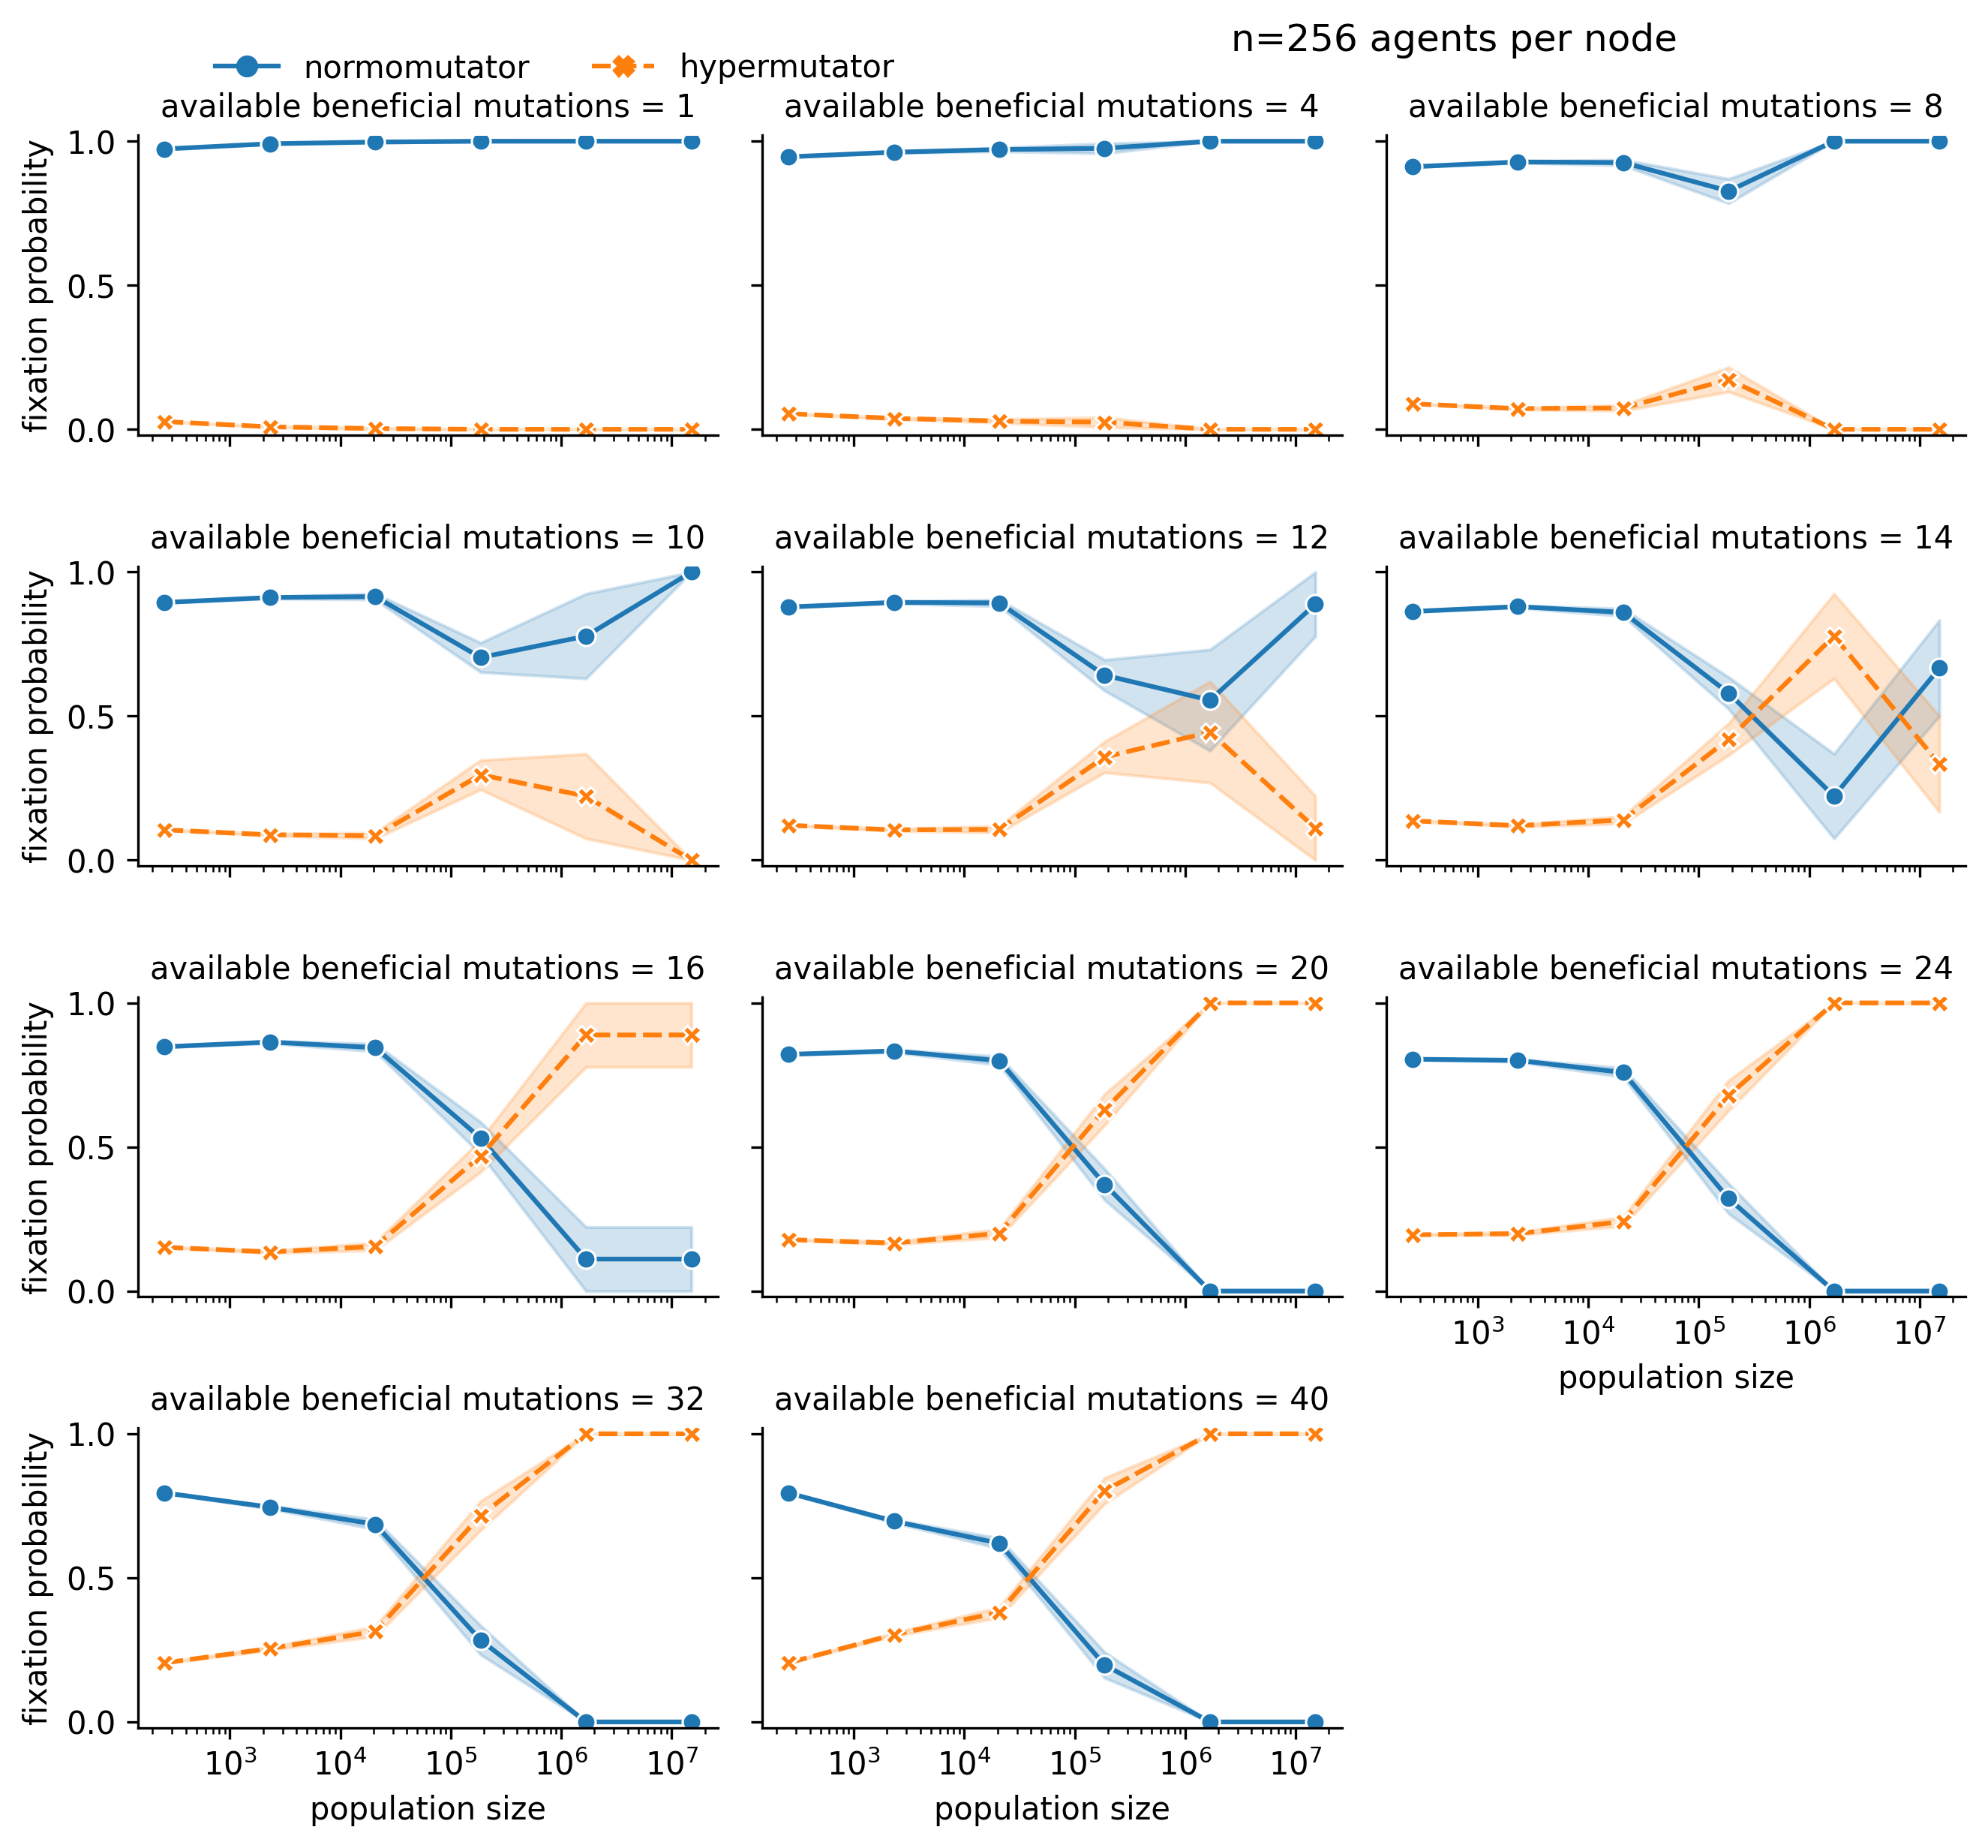 n=256 agents per node
normomutator hypermutator
available beneficial mutations = 1
available beneficial mutations = 4
available beneficial mutations = 8
fixation probability
1.0
0.5
0.0
available beneficial mutations = 10
available beneficial mutations = 12
available beneficial mutations = 14
fixation probability
1.0
0.5
0.0
available beneficial mutations = 16
available beneficial mutations = 20
available beneficial mutations = 24
fixation probability
1.0
0.5
0.0
10³ 10⁴ 10⁵ 10⁶ 10⁷
population size
available beneficial mutations = 32
available beneficial mutations = 40
fixation probability
1.0
0.5
0.0
10³ 10⁴ 10⁵ 10⁶ 10⁷
10³ 10⁴ 10⁵ 10⁶ 10⁷
population size
population size